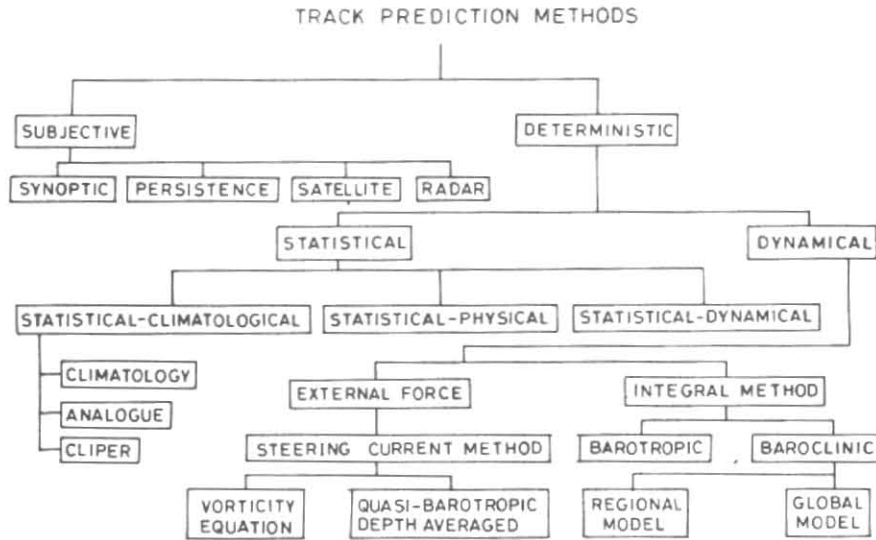 TRACK PREDICTION METHODS
SUBJECTIVE
DETERMINISTIC
SYNOPTIC
PERSISTENCE
SATELLITE
RADAR
STATISTICAL
DYNAMICAL
STATISTICAL-CLIMATOLOGICAL
STATISTICAL-PHYSICAL
STATISTICAL-DYNAMICAL
CLIMATOLOGY
ANALOGUE
CLIPER
EXTERNAL FORCE
INTEGRAL METHOD
STEERING CURRENT METHOD
BAROTROPIC
BAROCLINIC
VORTICITY
EQUATION
QUASI-BAROTROPIC
DEPTH AVERAGED
REGIONAL
MODEL
GLOBAL
MODEL